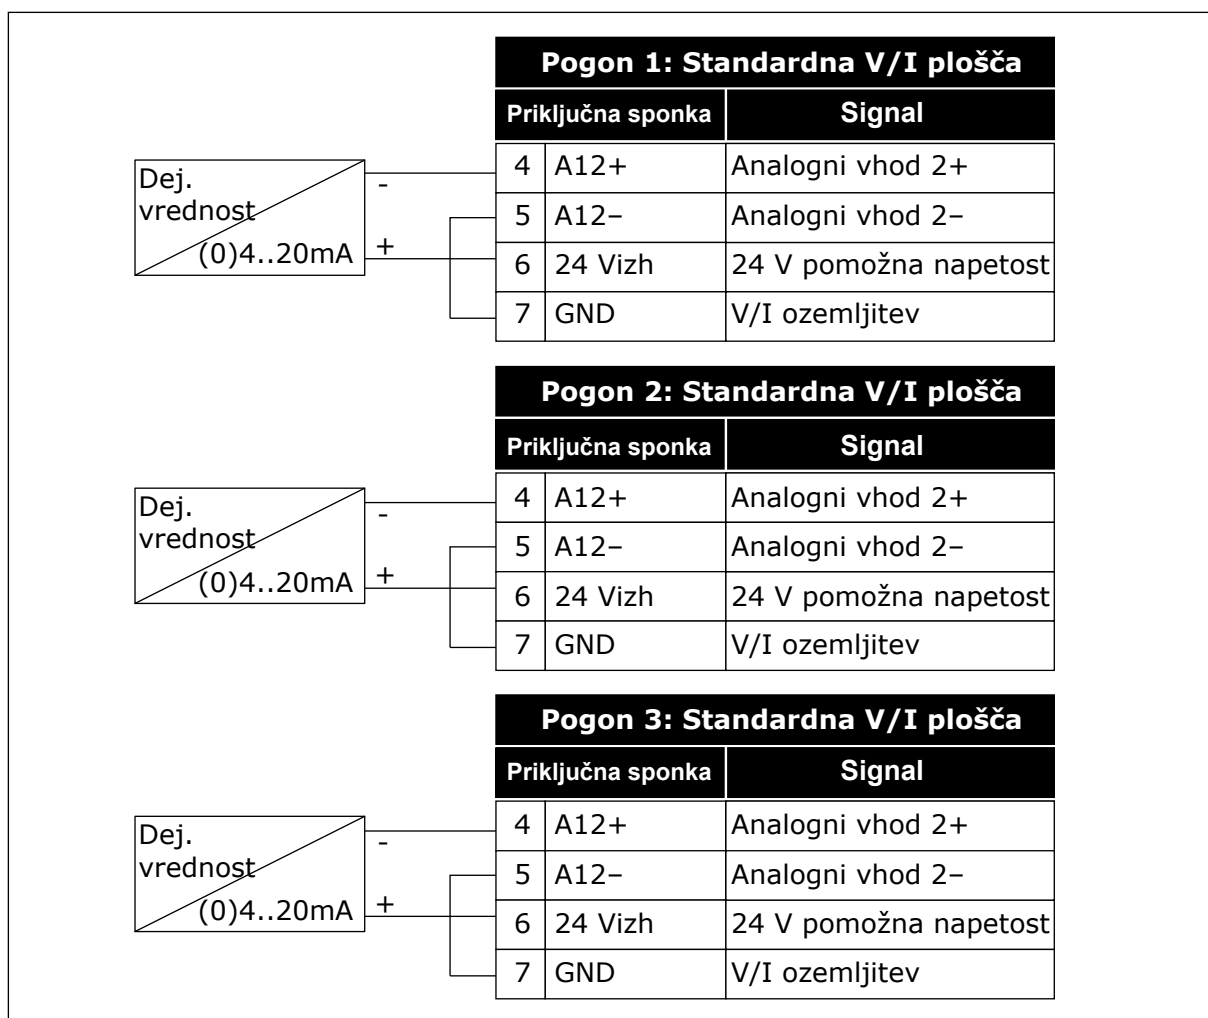 Pogon 1: Standardna V/I plošča
Priključna sponka Signal
Dej.
vrednost
(0)4..20mA
-
+
4 A12+ Analogni vhod 2+
5 A12– Analogni vhod 2–
6 24 Vizh 24 V pomožna napetost
7 GND V/I ozemljitev
Pogon 2: Standardna V/I plošča
Priključna sponka Signal
Dej.
vrednost
(0)4..20mA
-
+
4 A12+ Analogni vhod 2+
5 A12– Analogni vhod 2–
6 24 Vizh 24 V pomožna napetost
7 GND V/I ozemljitev
Pogon 3: Standardna V/I plošča
Priključna sponka Signal
Dej.
vrednost
(0)4..20mA
-
+
4 A12+ Analogni vhod 2+
5 A12– Analogni vhod 2–
6 24 Vizh 24 V pomožna napetost
7 GND V/I ozemljitev